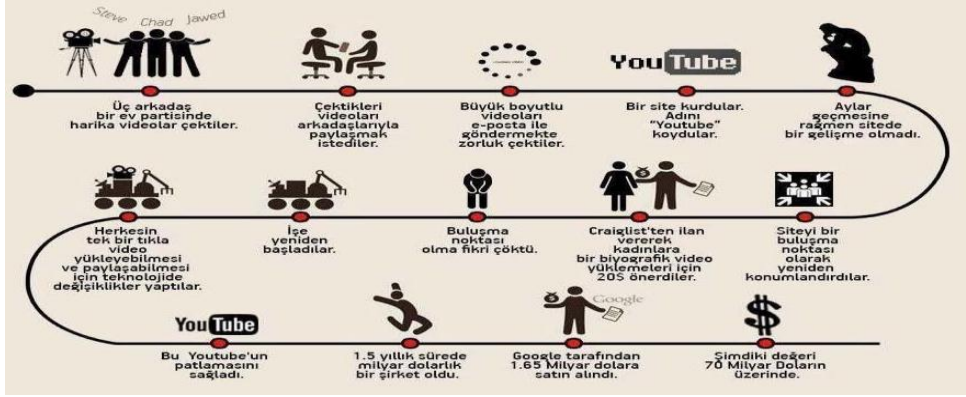 Steve Chad Jawed
YouTube
Üç arkadaş
bir ev partisinde
harika videolar çektiler.
Çektikleri
videoları
arkadaşlarıyla
paylaşmak
istediler.
Büyük boyutlu
videoları
e-posta ile
göndermekte
zorluk çektiler.
Bir site kurdular.
Adını
"Youtube"
koydular.
Aylar
geçmesine
rağmen sitede
bir gelişme olmadı.
Siteyi bir
buluşma
noktası
olarak
yeniden
konumlandırdılar.
Craiglist'ten ilan
vererek
kadınlara
bir biyografik video
yüklemeleri için
20$ önerdiler.
Buluşma
noktası
olma fikri çöktü.
İşe
yeniden
başladılar.
Herkesin
tek bir tıkla
video
yükleyebilmesi
ve paylaşabilmesi
için teknolojide
değişiklikler yaptılar.
YouTube
Bu Youtube'un
patlamasını
sağladı.
1.5 yıllık sürede
milyar dolarlık
bir şirket oldu.
Google
Google tarafından
1.65 Milyar dolara
satın alındı.
$
Şimdiki değeri
70 Milyar Doların
üzerinde.